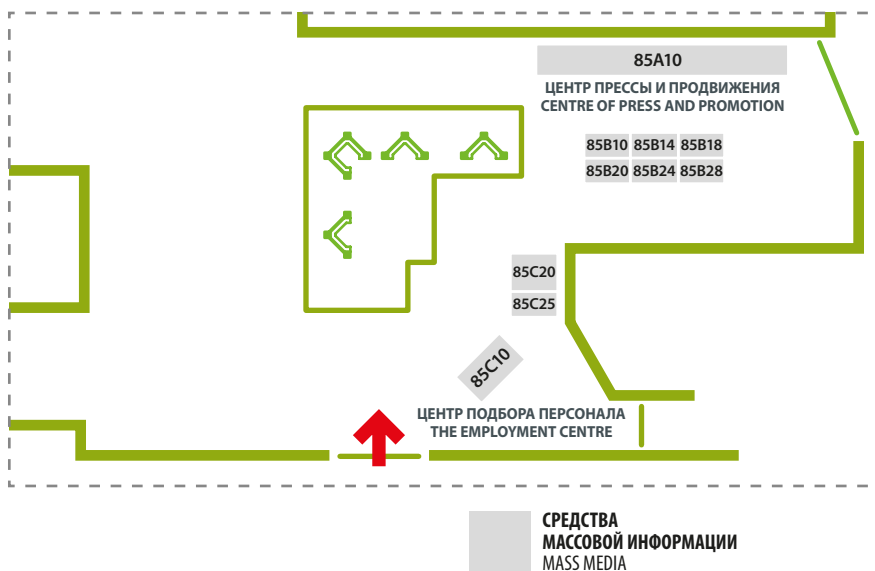 85A10
ЦЕНТР ПРЕССЫ И ПРОДВИЖЕНИЯ
CENTRE OF PRESS AND PROMOTION
85B10 85B14 85B18
85B20 85B24 85B28
85C20
85C25
85C10
ЦЕНТР ПОДБОРА ПЕРСОНАЛА
THE EMPLOYMENT CENTRE
СРЕДСТВА
МАССОВОЙ ИНФОРМАЦИИ
MASS MEDIA